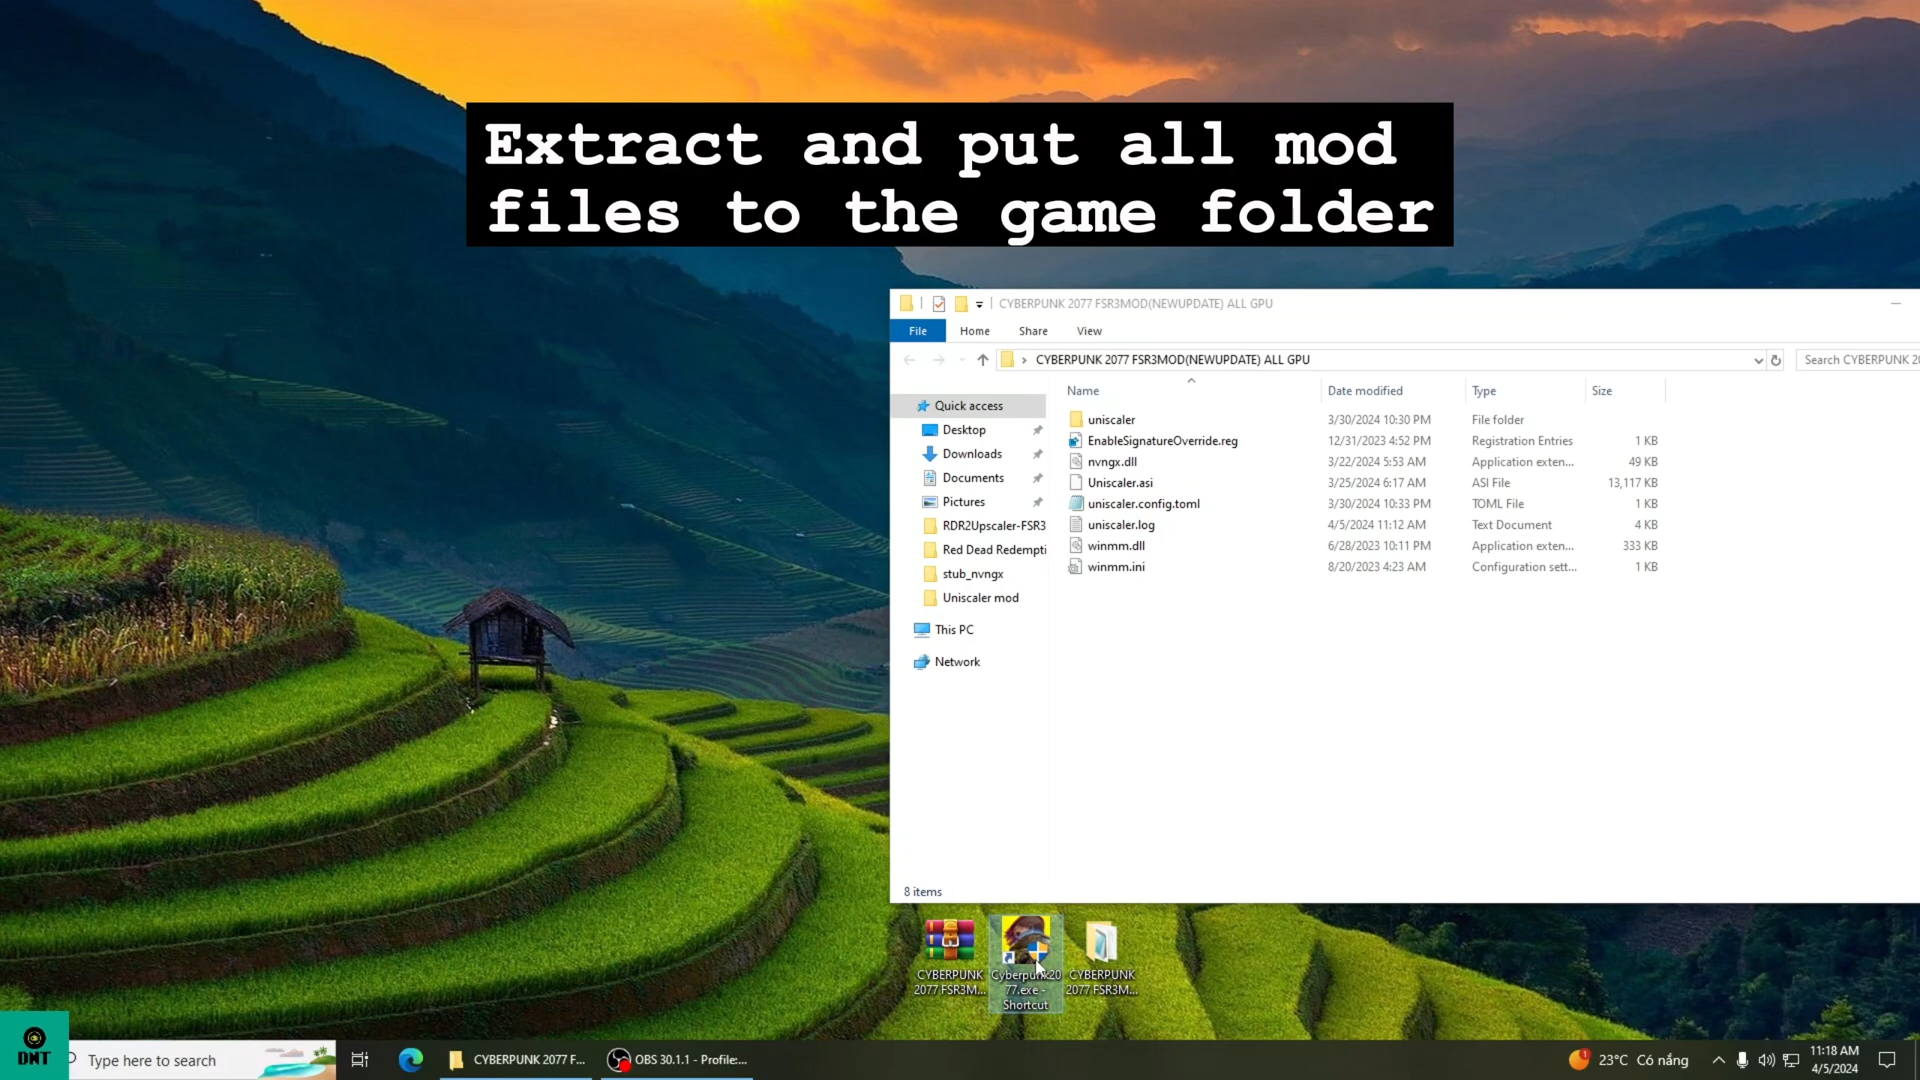 Extract and put all mod
files to the game folder
CYBERPUNK 2077 FSR3MOD(NEWUPDATE) ALL GPU
File Home Share View
CYBERPUNK 2077 FSR3MOD(NEWUPDATE) ALL GPU
Search CYBERPUNK 20
Name Date modified Type Size
Quick access
Desktop
Downloads
Documents
Pictures
RDR2Upscaler-FSR3
Red Dead Redempti
stub_nvngx
Uniscaler mod
This PC
Network
uniscaler 3/30/2024 10:30 PM File folder
EnableSignatureOverride.reg 12/31/2023 4:52 PM Registration Entries 1 KB
nvngx.dll 3/22/2024 5:53 AM Application exten... 49 KB
Uniscaler.asi 3/25/2024 6:17 AM ASI File 13,117 KB
uniscaler.config.toml 3/30/2024 10:33 PM TOML File 1 KB
uniscaler.log 4/5/2024 11:12 AM Text Document 4 KB
winmm.dll 6/28/2023 10:11 PM Application exten... 333 KB
winmm.ini 8/20/2023 4:23 AM Configuration sett... 1 KB
8 items
CYBERPUNK
2077 FSR3M...
Cyberpunk20
77.exe -
Shortcut
CYBERPUNK
2077 FSR3M...
DNT
Type here to search
CYBERPUNK 2077 F...
OBS 30.1.1 - Profile:...
1
23°C Có nắng
11:18 AM
4/5/2024